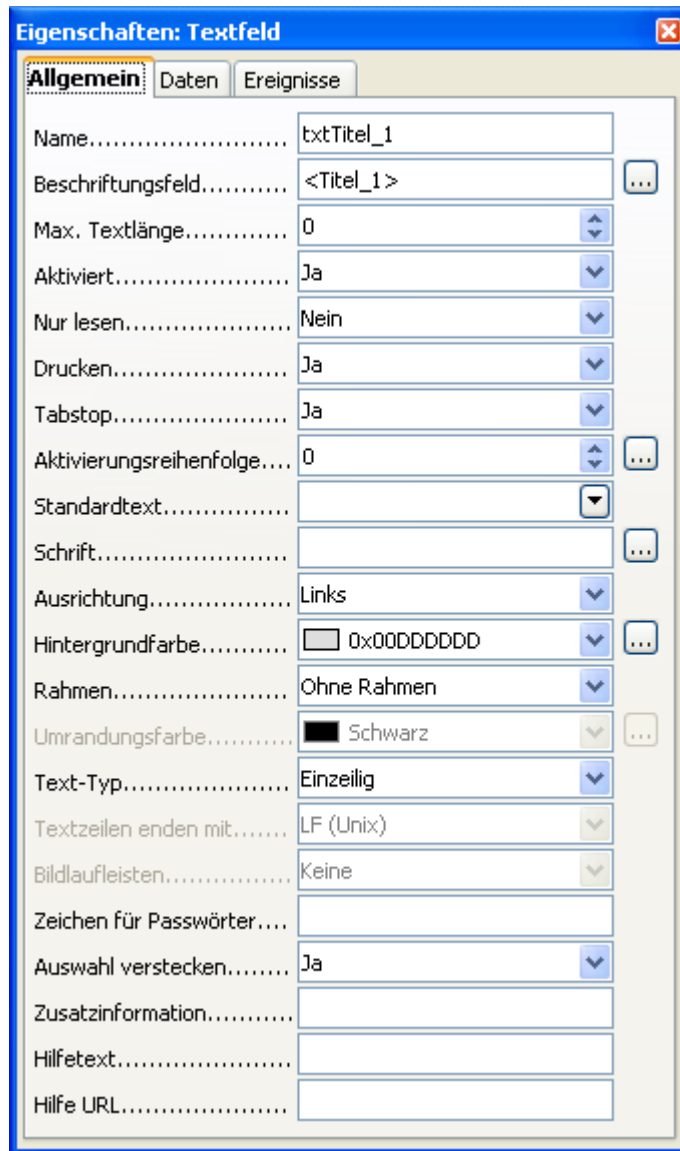 Eigenschaften: Textfeld
Allgemein Daten Ereignisse
Name........................ txtTitel_1
Beschriftungsfeld........... <Titel_1> ...
Max. Textlänge............. 0
Aktiviert...................... Ja
Nur lesen.................... Nein
Drucken...................... Ja
Tabstop...................... Ja
Aktivierungsreihenfolge.... 0 ...
Standardtext................
Schrift........................ ...
Ausrichtung.................. Links
Hintergrundfarbe........... 0x00DDDDDD ...
Rahmen...................... Ohne Rahmen
Umrandungsfarbe........... Schwarz ...
Text-Typ..................... Einzeilig
Textzeilen enden mit....... LF (Unix)
Bildlaufleisten................ Keine
Zeichen für Passwörter....
Auswahl verstecken........ Ja
Zusatzinformation...........
Hilfetext......................
Hilfe URL.....................